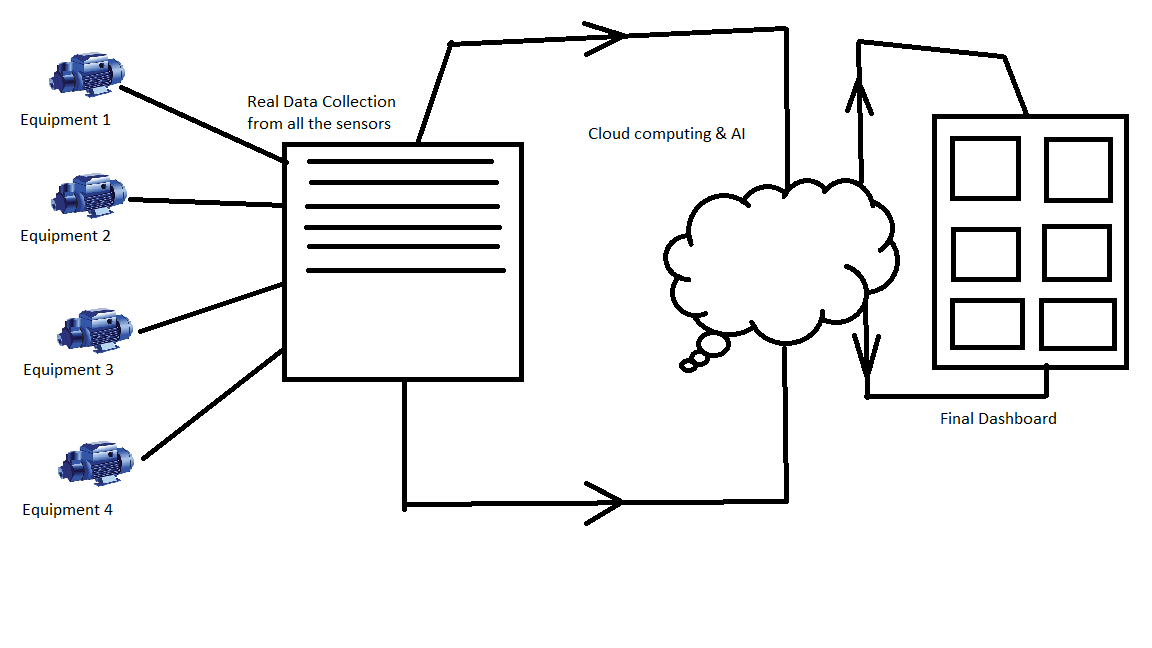 Equipment 1
Real Data Collection
from all the sensors
Cloud computing & AI
Equipment 2
Equipment 3
Final Dashboard
Equipment 4